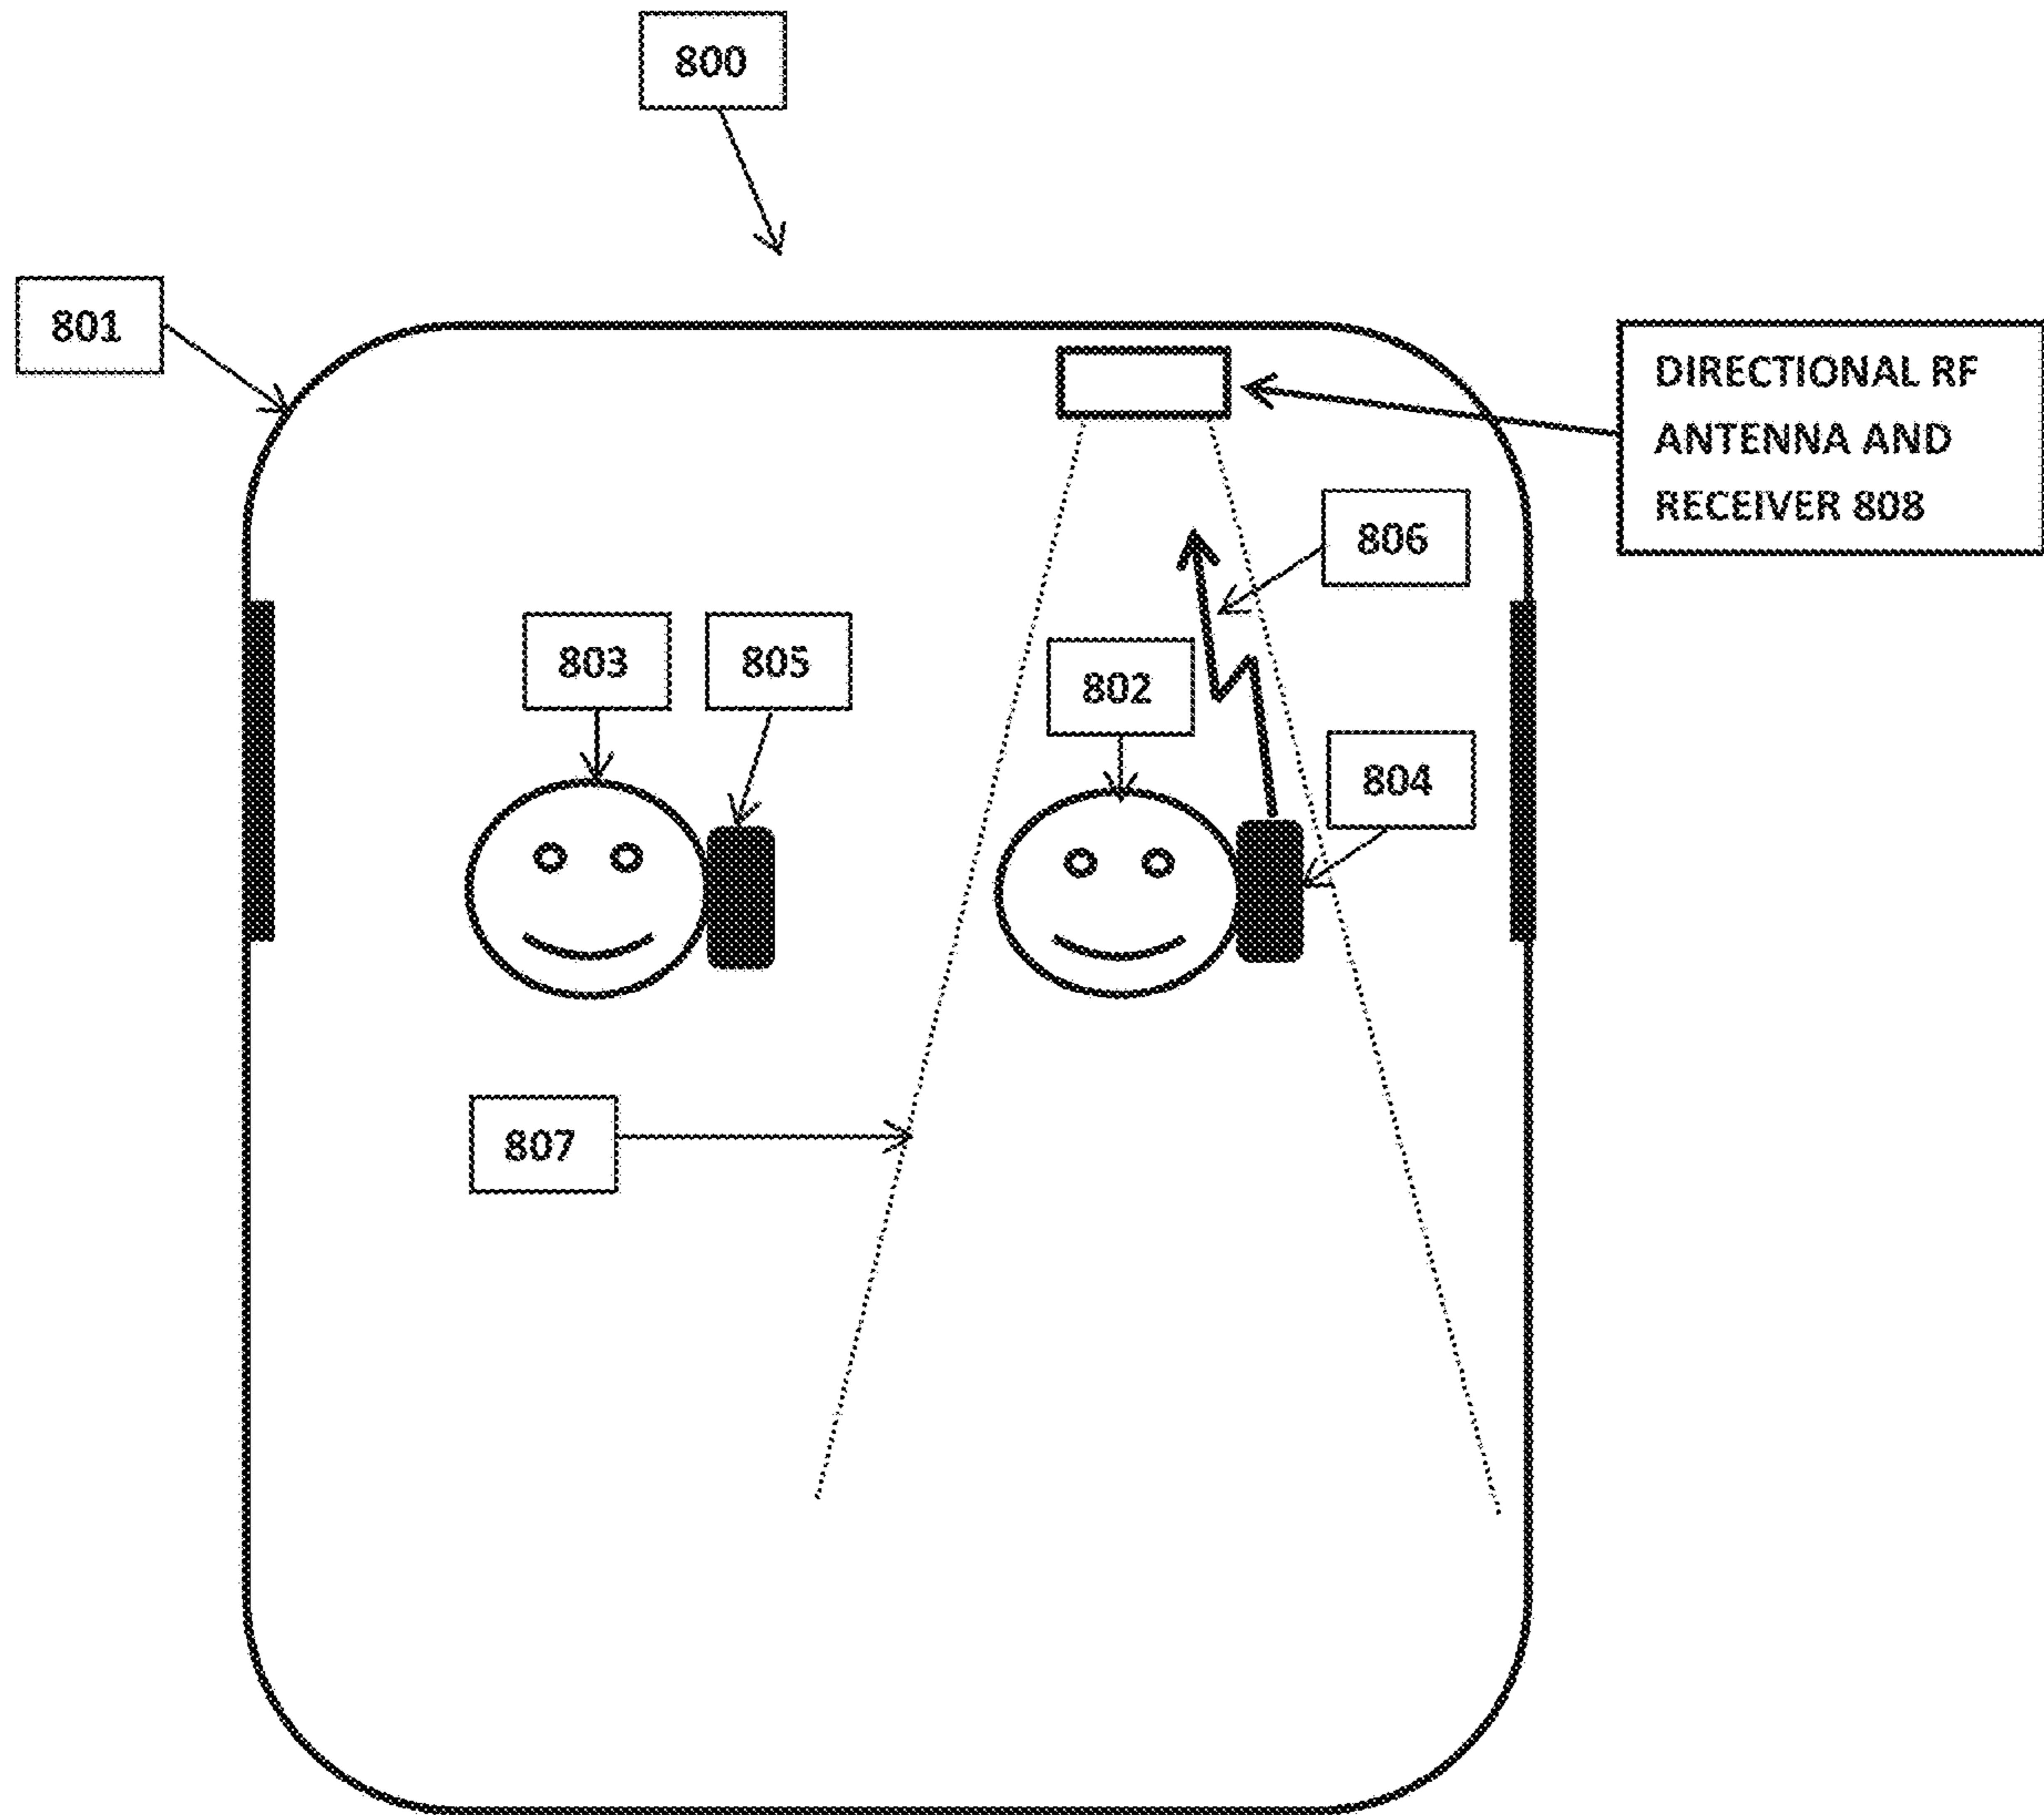 800
801
DIRECTIONAL RF
ANTENNA AND
RECEIVER 808
806
803
805
802
804
807